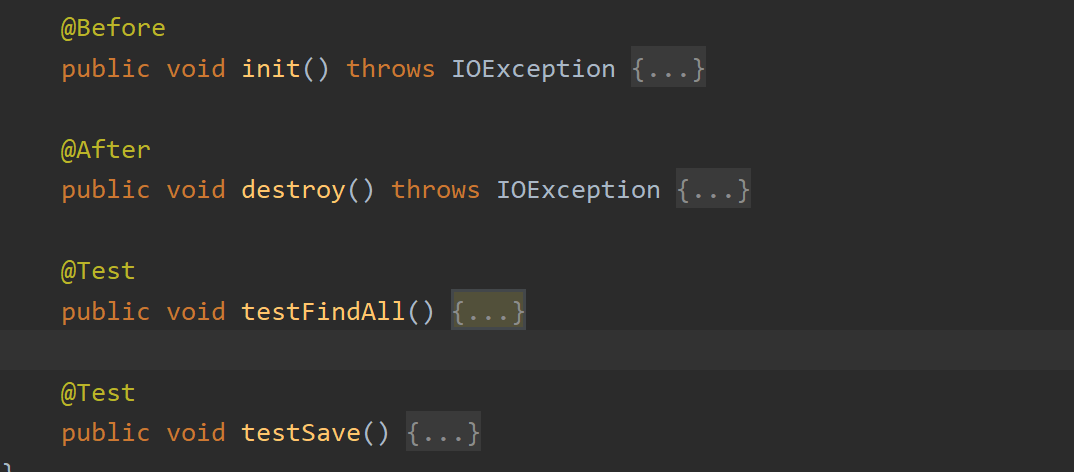 @Before
public void init() throws IOException {...}
@After
public void destroy() throws IOException {...}
@Test
public void testFindAll() {...}
@Test
public void testSave() {...}
}